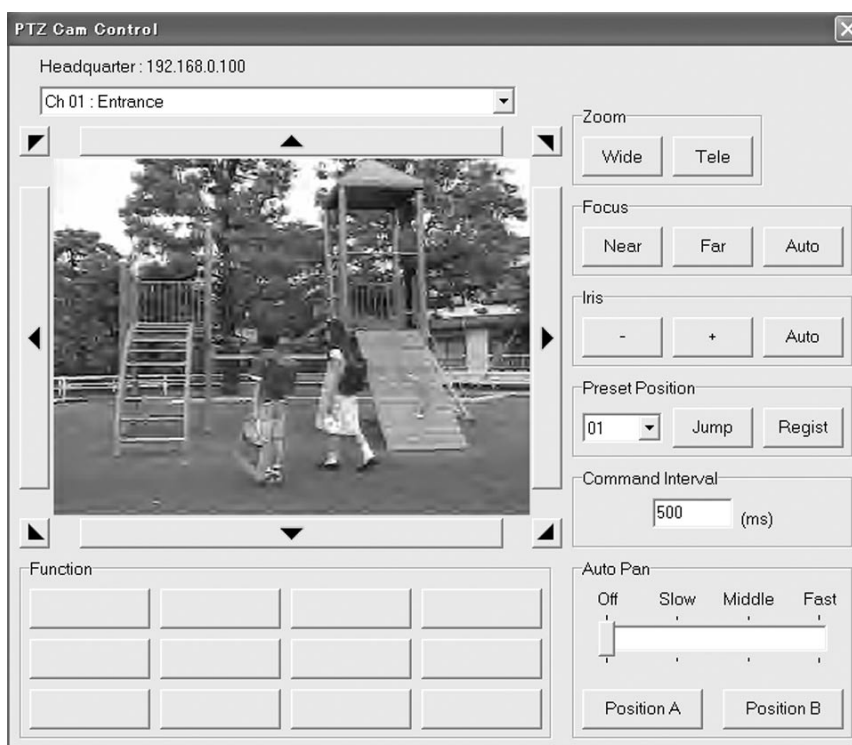 PTZ Cam Control
Headquarter : 192.168.0.100
Ch 01 : Entrance
Zoom
Wide Tele
Focus
Near Far Auto
Iris
- + Auto
Preset Position
01 Jump Regist
Command Interval
500 (ms)
Function
Auto Pan
Off Slow Middle Fast
Position A Position B